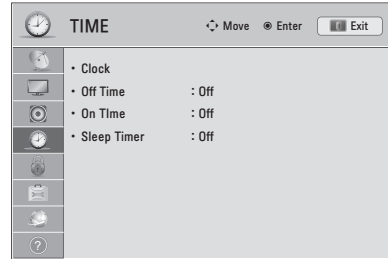 TIME Move Enter Exit
• Clock
• Off Time : Off
• On TIme : Off
• Sleep Timer : Off
?